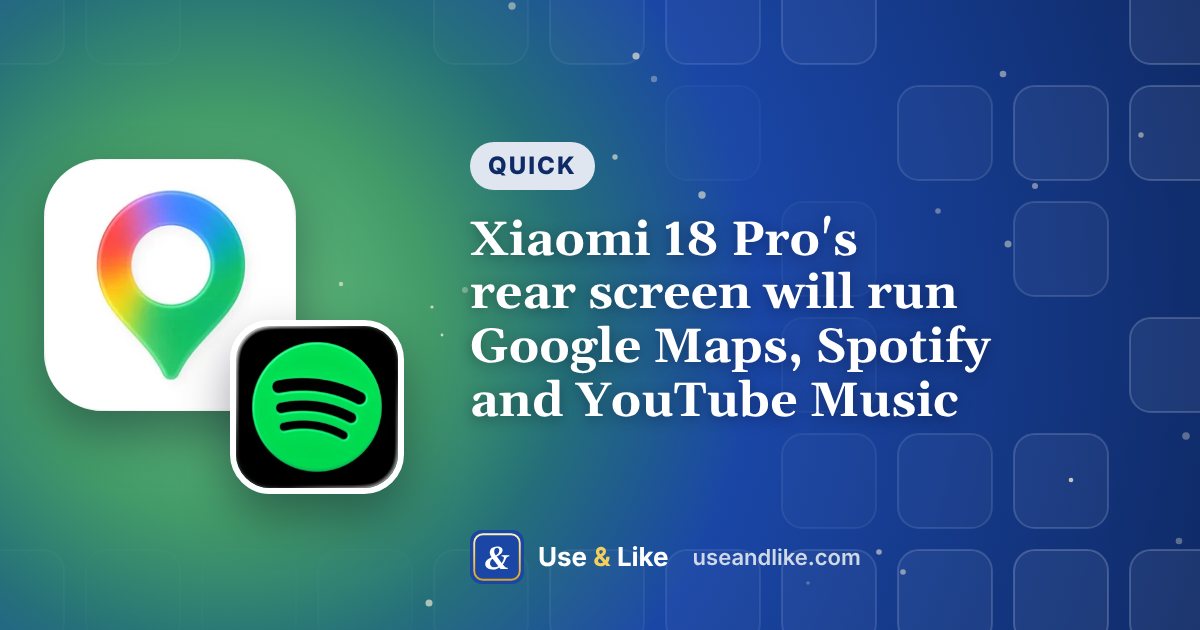 QUICK
Xiaomi 18 Pro's
rear screen will run
Google Maps, Spotify
and YouTube Music
& Use & Like useandlike.com